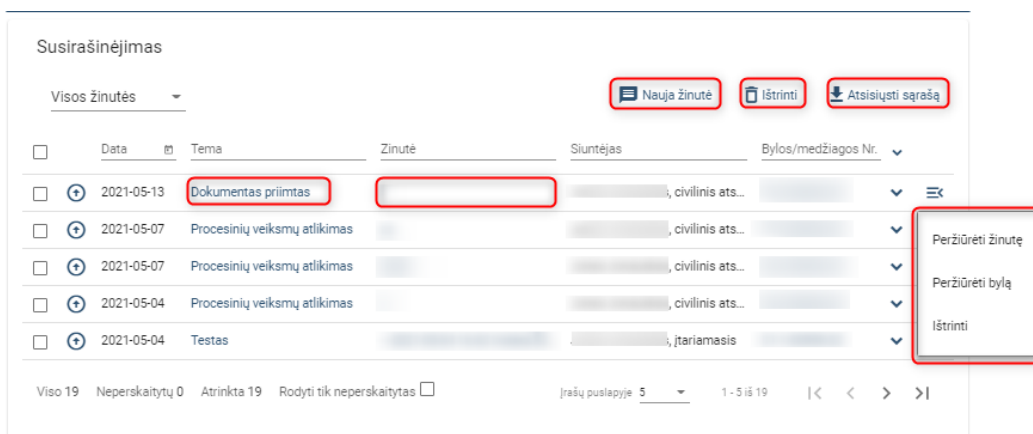 Susirašinėjimas
Visos žinutės
Nauja žinutė Ištrinti Atsisiųsti sąrašą
Data Tema Žinutė Siuntėjas Bylos/medžiagos Nr.
2021-05-13 Dokumentas priimtas , civilinis ats...
2021-05-07 Procesinių veiksmų atlikimas , civilinis ats...
2021-05-07 Procesinių veiksmų atlikimas , civilinis ats...
2021-05-04 Procesinių veiksmų atlikimas , civilinis ats...
2021-05-04 Testas , įtariamasis
Peržiūrėti žinutę
Peržiūrėti bylą
Ištrinti
Viso 19 Neperskaitytų 0 Atrinkta 19 Rodyti tik neperskaitytas Įrašų puslapyje 5 1 - 5 iš 19